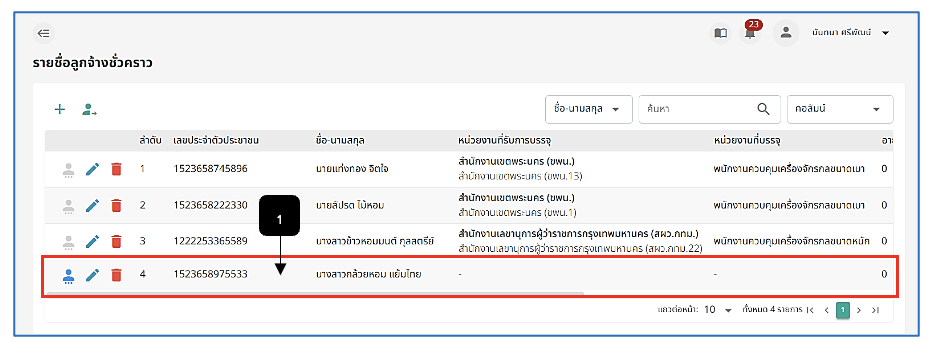 23
มันทนา ศรีพัฒน์
รายชื่อลูกจ้างชั่วคราว
ชื่อ-นามสกุล
ค้นหา
คอลัมน์
ลำดับ เลขประจำตัวประชาชน ชื่อ-นามสกุล หน่วยงานที่รับการบรรจุ หน่วยงานที่บรรจุ
1 1523658745896 นายแท่งทอง จิตใจ สำนักงานเขตพระนคร (ขพน.) พนักงานควบคุมเครื่องจักรกลขนาดเบา 0
สำนักงานเขตพระนคร (ขพน.13)
2 1523658222330 นายสัปรด ไม้หอม สำนักงานเขตพระนคร (ขพน.) พนักงานควบคุมเครื่องจักรกลขนาดเบา 0
สำนักงานเขตพระนคร (ขพน.1)
1
3 1222253365589 นางสาวข้าวหอมมนต์ กุลสตรีย์ สำนักงานเลขานุการผู้ว่าราชการกรุงเทพมหานคร (สผว.กทม.) พนักงานควบคุมเครื่องจักรกลขนาดหนัก 0
สำนักงานเลขานุการผู้ว่าราชการกรุงเทพมหานคร (สผว.กทม.22)
4 1523658975533 นางสาวกล้วยหอม แย้มไทย - - 0
แถวต่อหน้า: 10 ทั้งหมด 4 รายการ 1